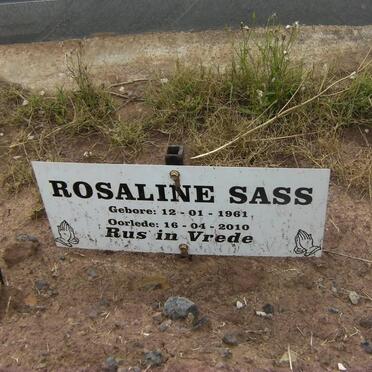 ROSALINE SASS
Gebore: 12 - 01 - 1961
Oorlede: 16 - 04 - 2010
Rus in Vrede